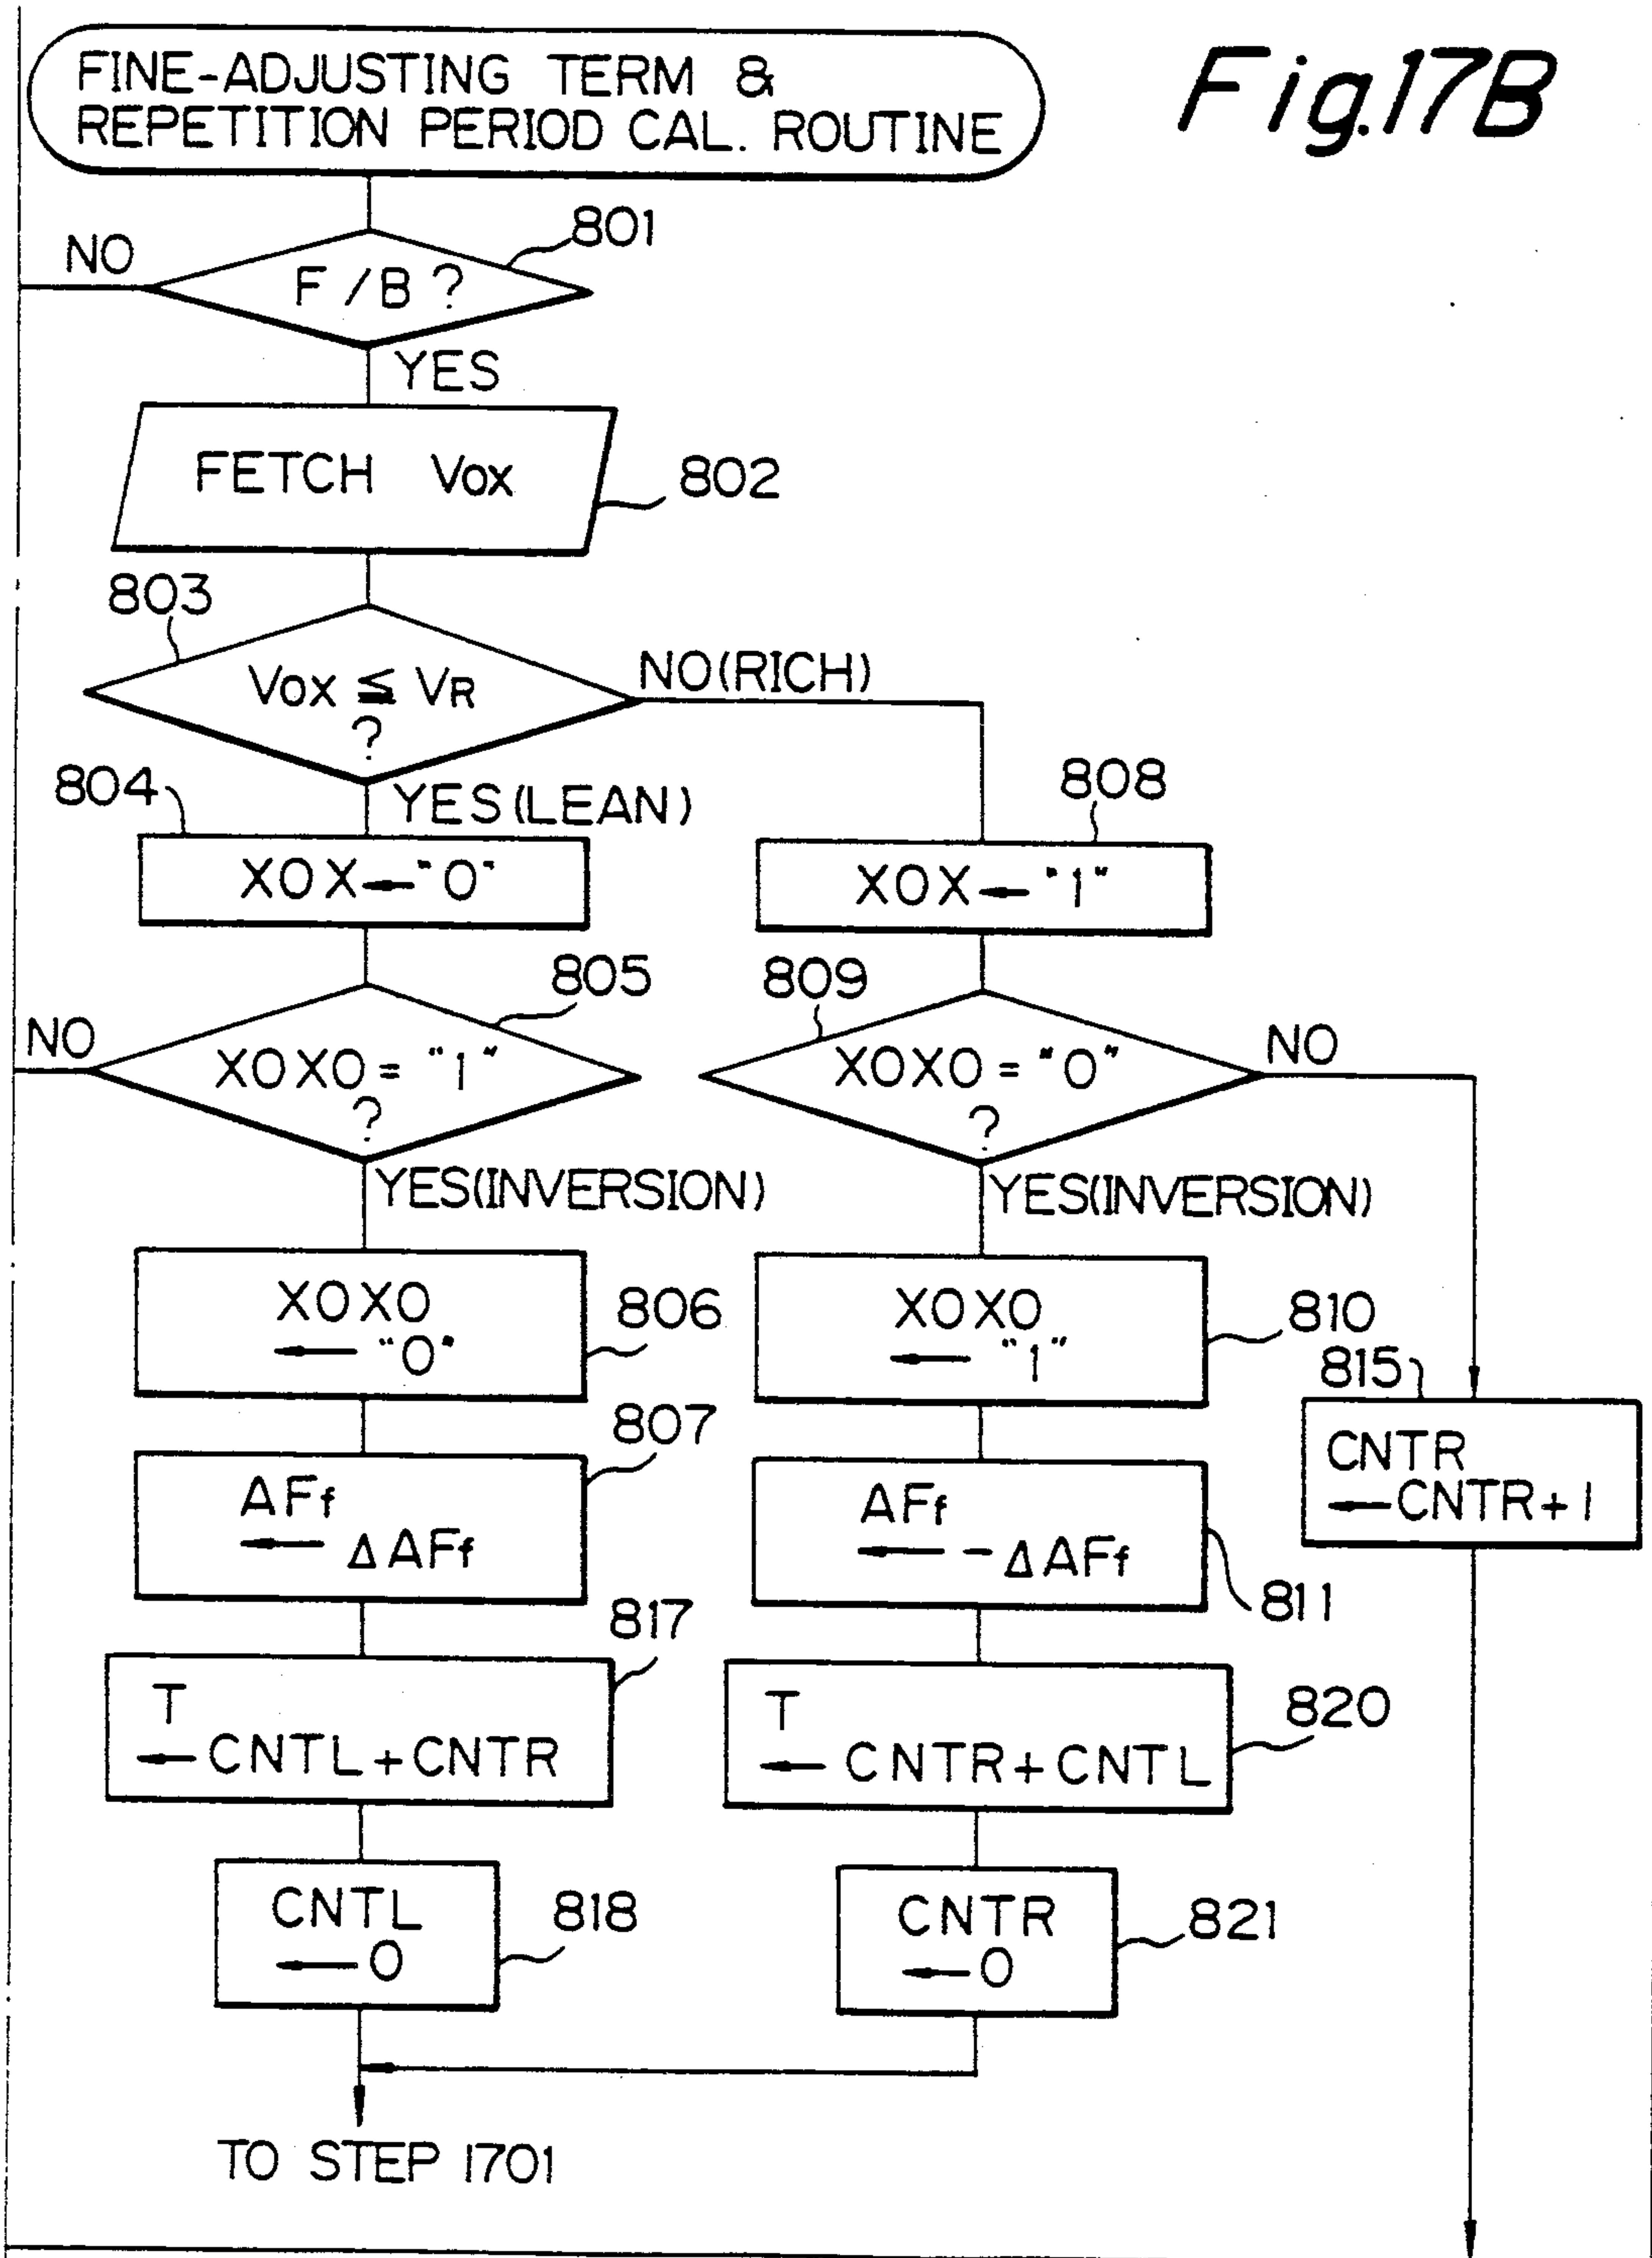 Fig.17B
FINE-ADJUSTING TERM &
REPETITION PERIOD CAL. ROUTINE
801
NO
F/B?
YES
FETCH VOX
802
803
VOX ≦ VR
?
NO(RICH)
YES(LEAN)
804
XOX←"0"
808
XOX←"1"
805
NO
XOXO="1"
?
YES(INVERSION)
809
XOXO="0"
?
NO
YES(INVERSION)
XOXO
←"0"
806
XOXO
←"1"
810
815
CNTR
←CNTR+1
807
AFf
←ΔAFf
AFf
←-ΔAFf
811
817
T
←CNTL+CNTR
T
←CNTR+CNTL
820
CNTL
←0
818
CNTR
←0
821
TO STEP 1701